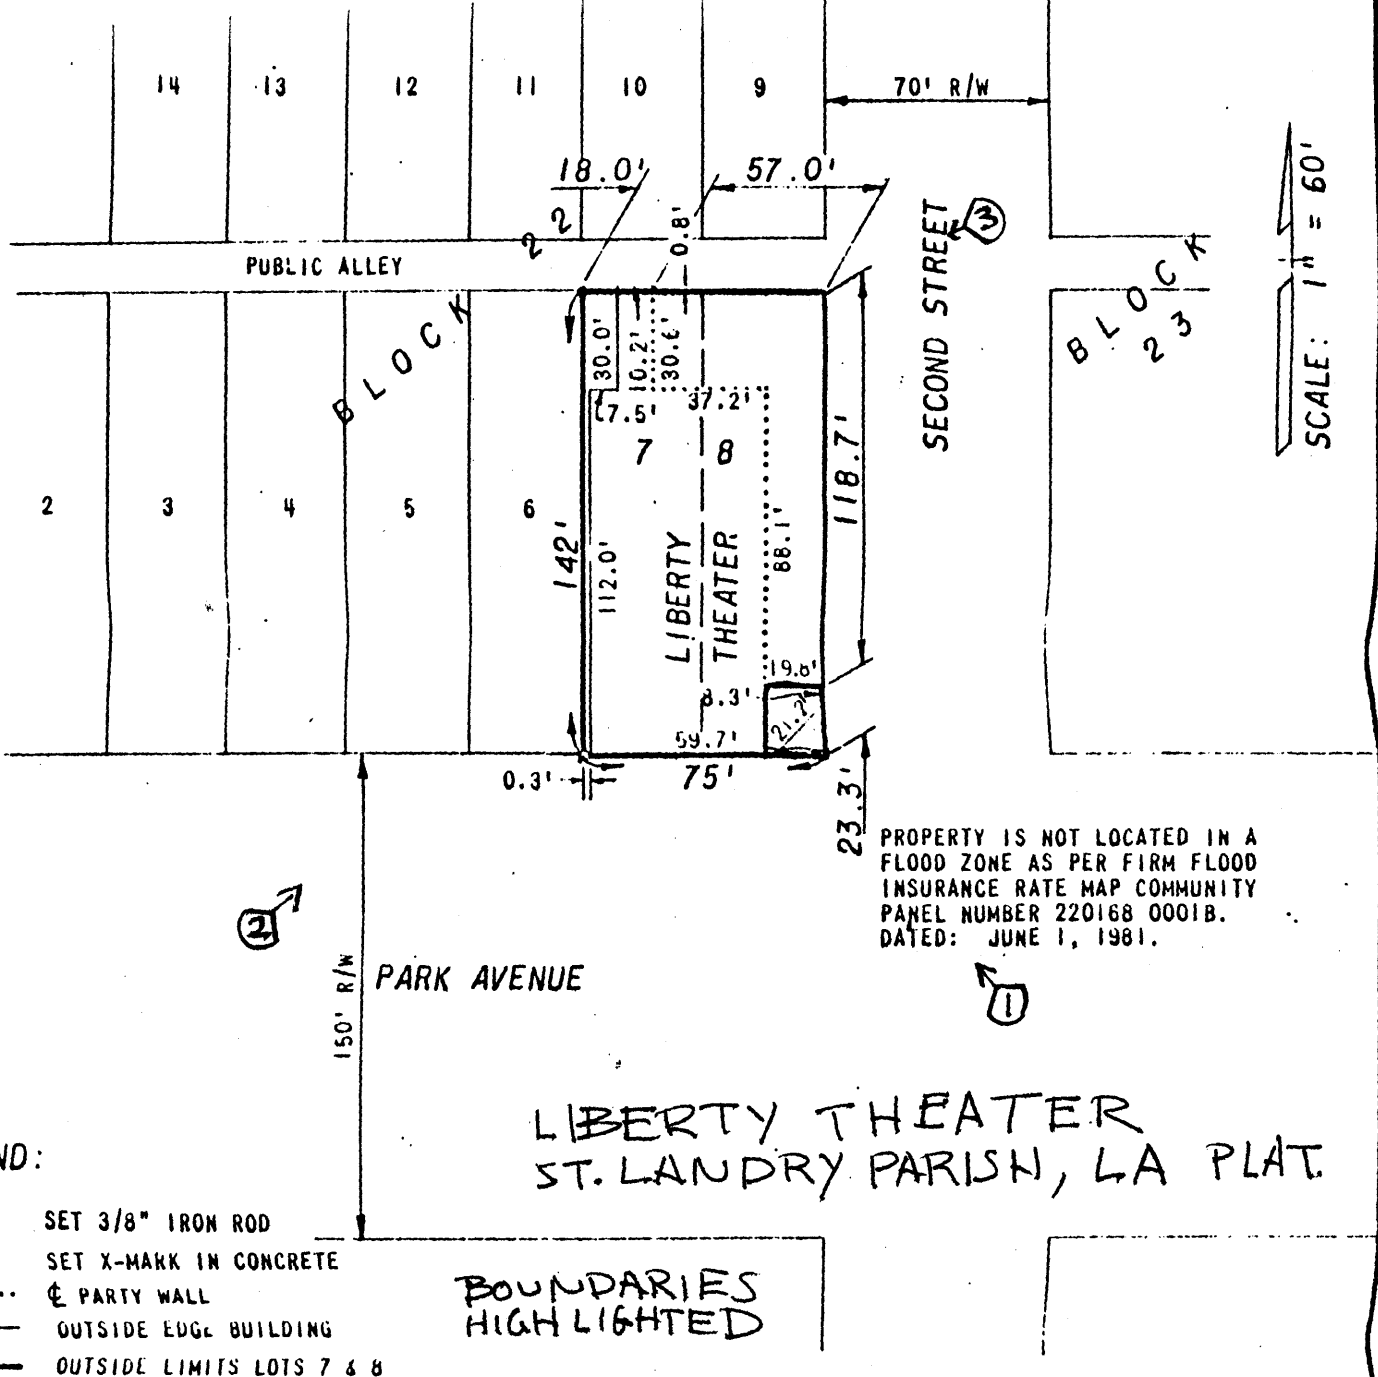 14 13 12 11 10 9
70' R/W
18.0' 57.0'
0.8'
2 2
PUBLIC ALLEY
BLOCK
SECOND STREET
3
BLOCK
23
SCALE: 1" = 60'
30.0' 10.2' 30.6'
7.5' 37.2'
7 8
118.7'
2 3 4 5 6
142'
112.0'
LIBERTY
THEATER
88.1'
19.8'
8.3'
59.7'
0.3' 75'
23.3'
PROPERTY IS NOT LOCATED IN A
FLOOD ZONE AS PER FIRM FLOOD
INSURANCE RATE MAP COMMUNITY
PANEL NUMBER 220168 0001B.
DATED: JUNE 1, 1981.
2
150' R/W
PARK AVENUE
1
LIBERTY THEATER
ST. LANDRY PARISH, LA PLAT.
ND:
SET 3/8" IRON ROD
SET X-MARK IN CONCRETE
℄ PARTY WALL
OUTSIDE EDGE BUILDING
OUTSIDE LIMITS LOTS 7 & 8
BOUNDARIES
HIGHLIGHTED